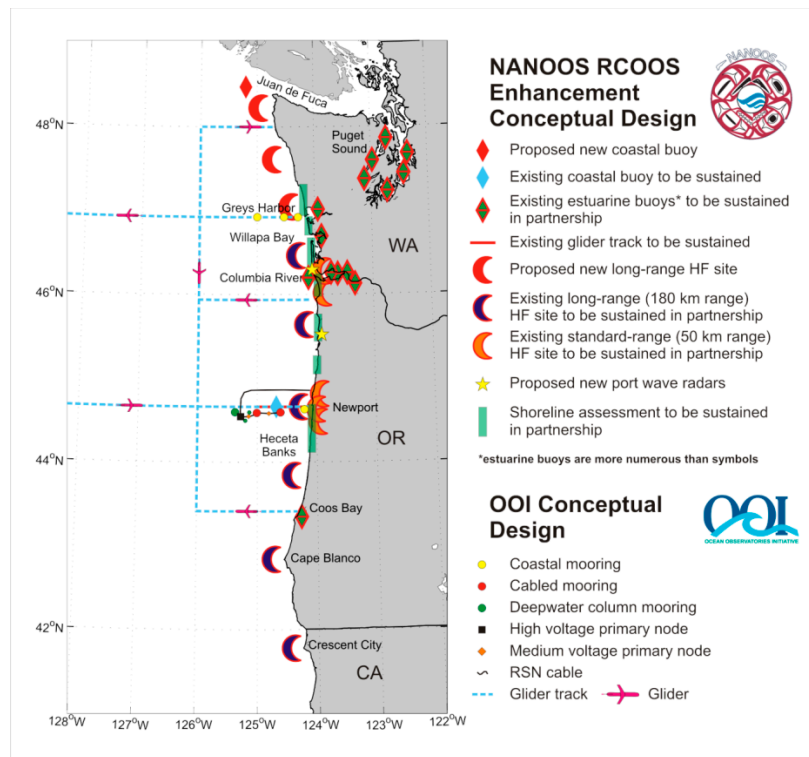 48°N
46°N
44°N
42°N
128°W
127°W
126°W
125°W
124°W
123°W
122°W
Juan de Fuca
Puget
Sound
Greys Harbor
Willapa Bay
WA
Columbia River
Newport
OR
Heceta
Banks
Coos Bay
Cape Blanco
Crescent City
CA
NANOOS RCOOS
Enhancement
Conceptual Design
NANOOS
Proposed new coastal buoy
Existing coastal buoy to be sustained
Existing estuarine buoys* to be sustained
in partnership
Existing glider track to be sustained
Proposed new long-range HF site
Existing long-range (180 km range)
HF site to be sustained in partnership
Existing standard-range (50 km range)
HF site to be sustained in partnership
Proposed new port wave radars
Shoreline assessment to be sustained
in partnership
*estuarine buoys are more numerous than symbols
OOI Conceptual
Design
OOI
OCEAN OBSERVATORIES INITIATIVE
Coastal mooring
Cabled mooring
Deepwater column mooring
High voltage primary node
Medium voltage primary node
RSN cable
Glider track
Glider